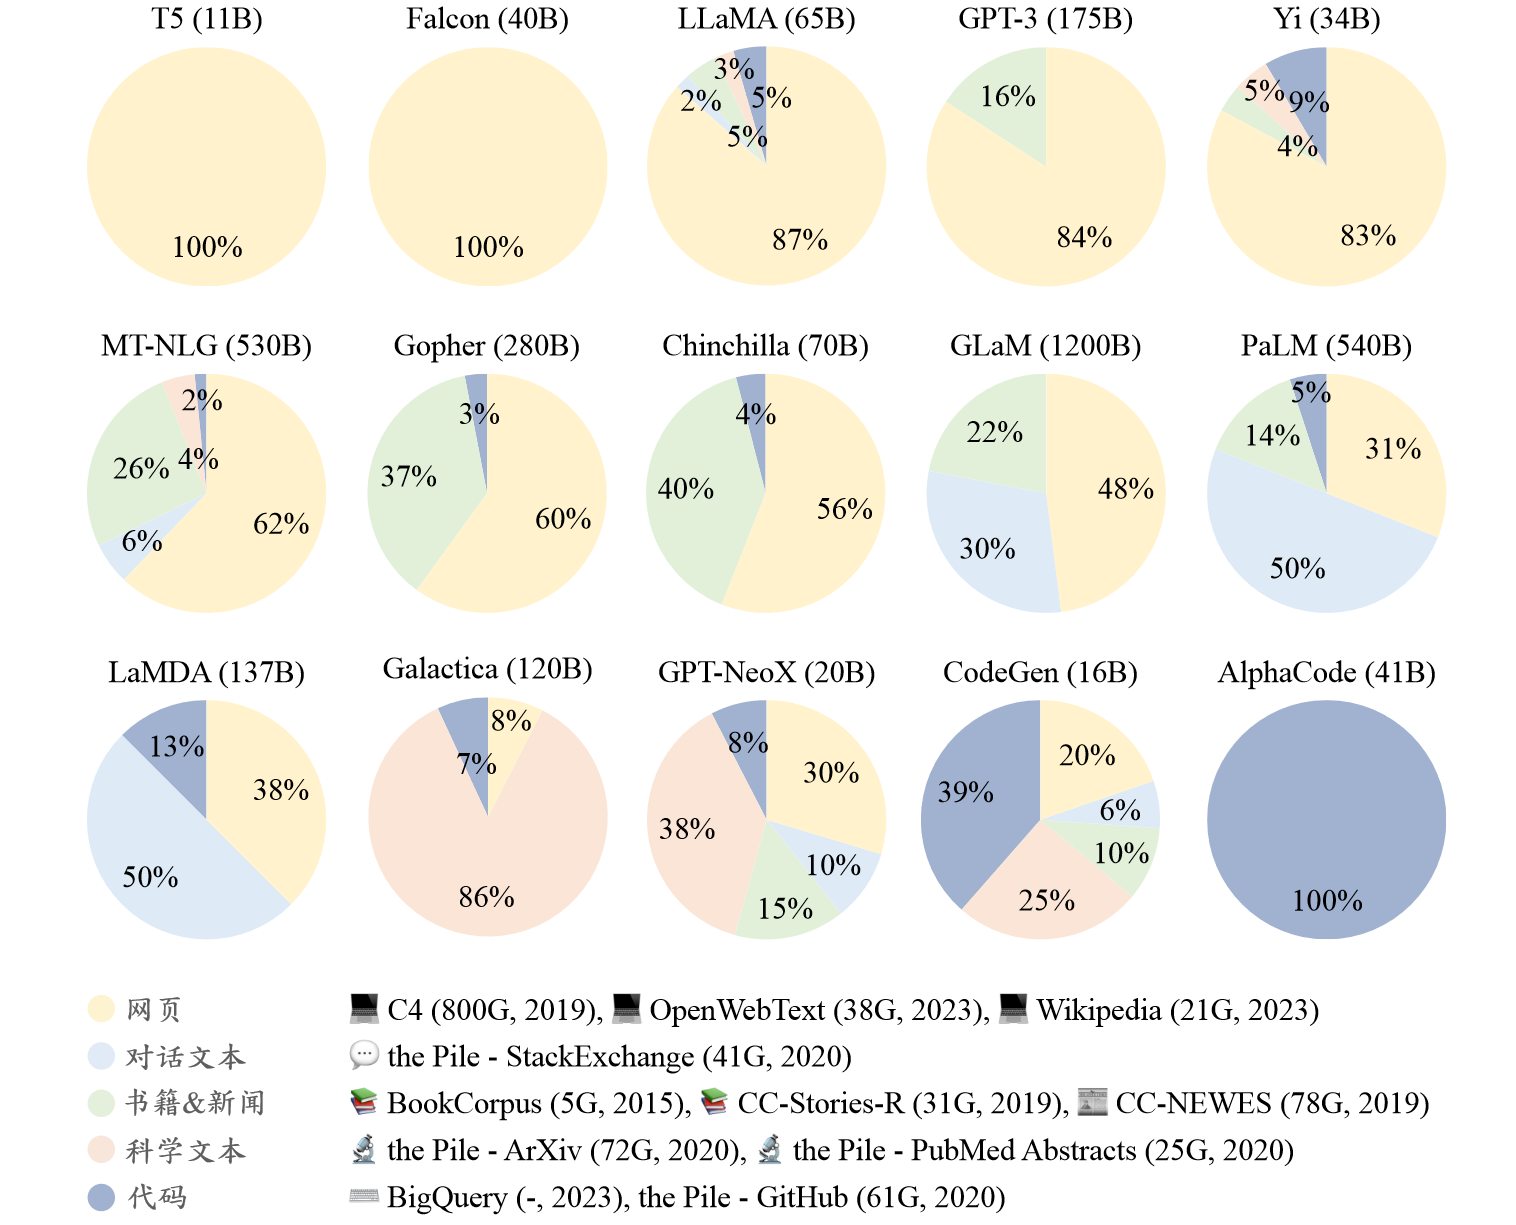 T5 (11B)
Falcon (40B)
LLaMA (65B)
GPT-3 (175B)
Yi (34B)
100%
100%
3%
2%
5%
5%
87%
16%
84%
5%
9%
4%
83%
MT-NLG (530B)
Gopher (280B)
Chinchilla (70B)
GLaM (1200B)
PaLM (540B)
2%
26%
4%
6%
62%
3%
37%
60%
4%
40%
56%
22%
48%
30%
5%
14%
31%
50%
LaMDA (137B)
Galactica (120B)
GPT-NeoX (20B)
CodeGen (16B)
AlphaCode (41B)
13%
38%
50%
8%
7%
86%
8%
30%
38%
10%
15%
20%
39%
6%
10%
25%
100%
网页 C4 (800G, 2019), OpenWebText (38G, 2023), Wikipedia (21G, 2023)
对话文本 the Pile - StackExchange (41G, 2020)
书籍&新闻 BookCorpus (5G, 2015), CC-Stories-R (31G, 2019), CC-NEWES (78G, 2019)
科学文本 the Pile - ArXiv (72G, 2020), the Pile - PubMed Abstracts (25G, 2020)
代码 BigQuery (-, 2023), the Pile - GitHub (61G, 2020)